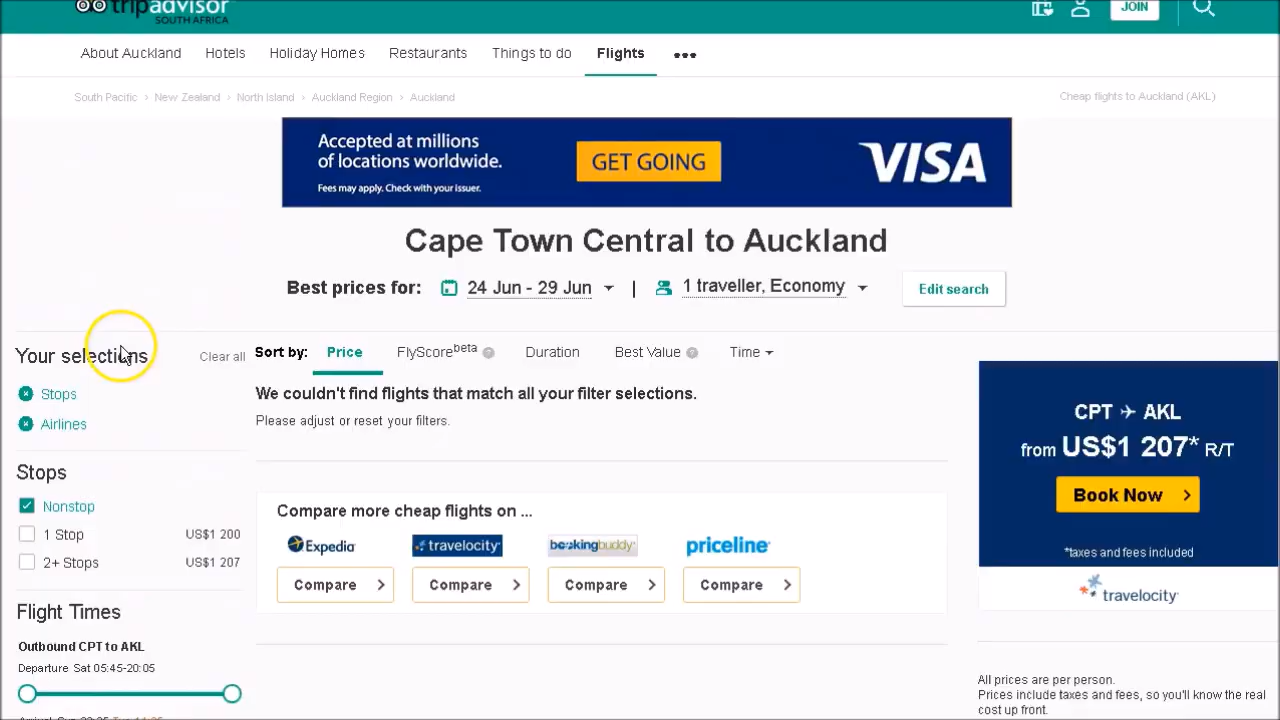 tripadvisor
SOUTH AFRICA
JOIN
About Auckland Hotels Holiday Homes Restaurants Things to do Flights •••
South Pacific › New Zealand › North Island › Auckland Region › Auckland
Cheap flights to Auckland (AKL)
Accepted at millions
of locations worldwide.
Fees may apply. Check with your issuer.
GET GOING
VISA
Cape Town Central to Auckland
Best prices for: 24 Jun - 29 Jun | 1 traveller, Economy
Edit search
Your selections
Clear all
Stops
Airlines
Stops
Nonstop
1 Stop US$1 200
2+ Stops US$1 207
Flight Times
Outbound CPT to AKL
Departure Sat 05:45-20:05
Sort by: Price FlyScore beta ? Duration Best Value ? Time
We couldn't find flights that match all your filter selections.
Please adjust or reset your filters.
Compare more cheap flights on ...
Expedia travelocity bookingbuddy priceline
Compare > Compare > Compare > Compare >
CPT ✈ AKL
from US$1 207* R/T
Book Now >
*taxes and fees included
travelocity
All prices are per person.
Prices include taxes and fees, so you'll know the real
cost up front.